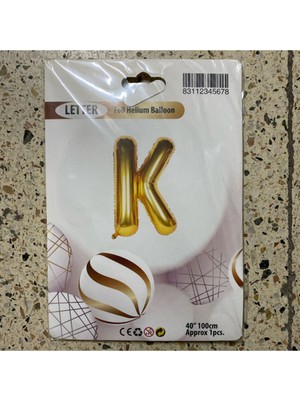 83112345678
LETTER
Foil Helium Balloon
K
40" 100cm
Approx 1pcs.